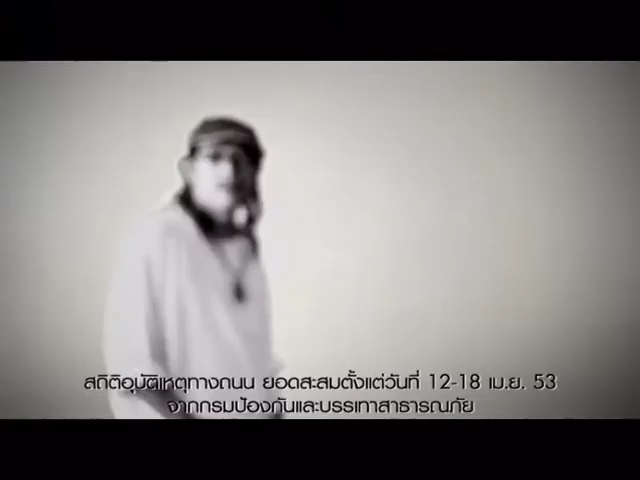 สถิติอุบัติเหตุทางถนน ยอดสะสมตั้งแต่วันที่ 12-18 เม.ย. 53
จากกรมป้องกันและบรรเทาสาธารณภัย